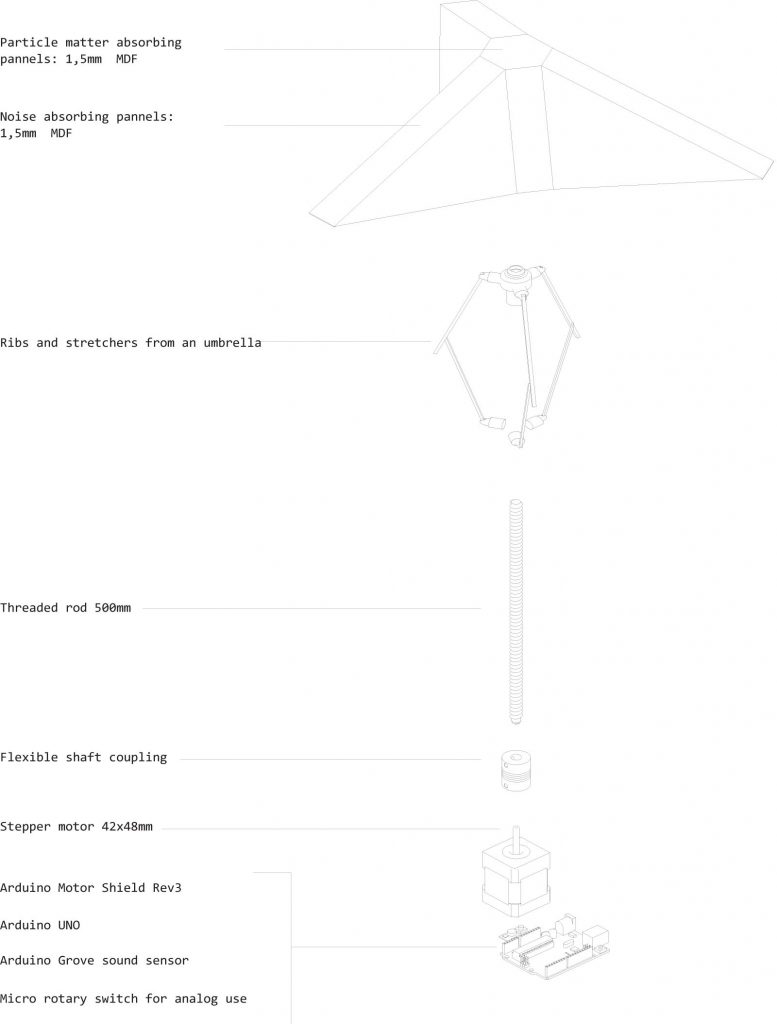 Particle matter absorbing
pannels: 1,5mm  MDF
Noise absorbing pannels:
1,5mm  MDF
Ribs and stretchers from an umbrella
Threaded rod 500mm
Flexible shaft coupling
Stepper motor 42x48mm
Arduino Motor Shield Rev3
Arduino UNO
Arduino Grove sound sensor
Micro rotary switch for analog use